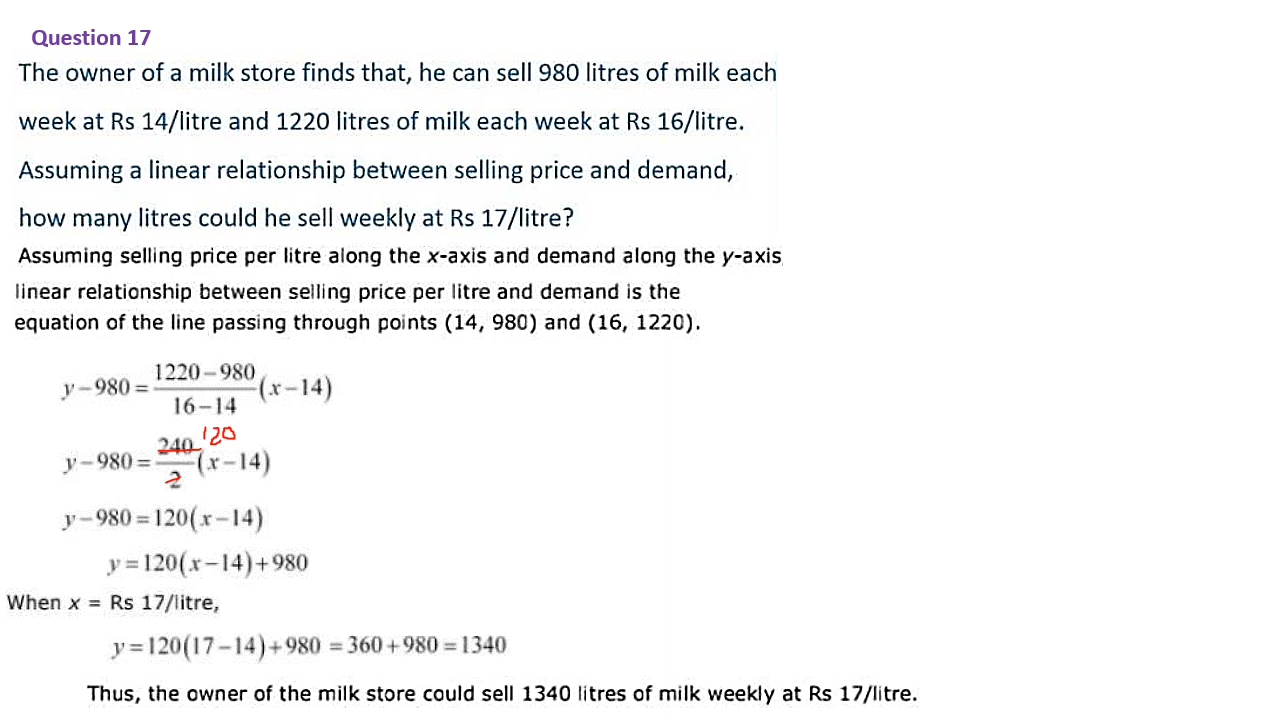 Question 17
The owner of a milk store finds that, he can sell 980 litres of milk each
week at Rs 14/litre and 1220 litres of milk each week at Rs 16/litre.
Assuming a linear relationship between selling price and demand,
how many litres could he sell weekly at Rs 17/litre?
Assuming selling price per litre along the x-axis and demand along the y-axis
linear relationship between selling price per litre and demand is the
equation of the line passing through points (14, 980) and (16, 1220).
y − 980 = (1220 − 980)/(16 − 14) (x − 14)
120
y − 980 = 240/2 (x − 14)
y − 980 = 120(x − 14)
y = 120(x − 14) + 980
When x = Rs 17/litre,
y = 120(17 − 14) + 980 = 360 + 980 = 1340
Thus, the owner of the milk store could sell 1340 litres of milk weekly at Rs 17/litre.